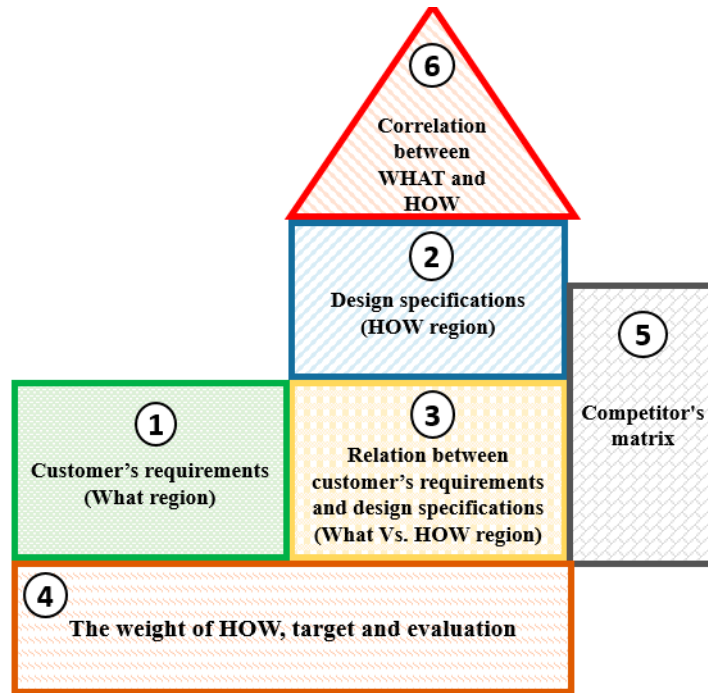 6
Correlation
between
WHAT and
HOW
2
Design specifications
(HOW region)
5
Competitor's
matrix
1
Customer’s requirements
(What region)
3
Relation between
customer’s requirements
and design specifications
(What Vs. HOW region)
4
The weight of HOW, target and evaluation